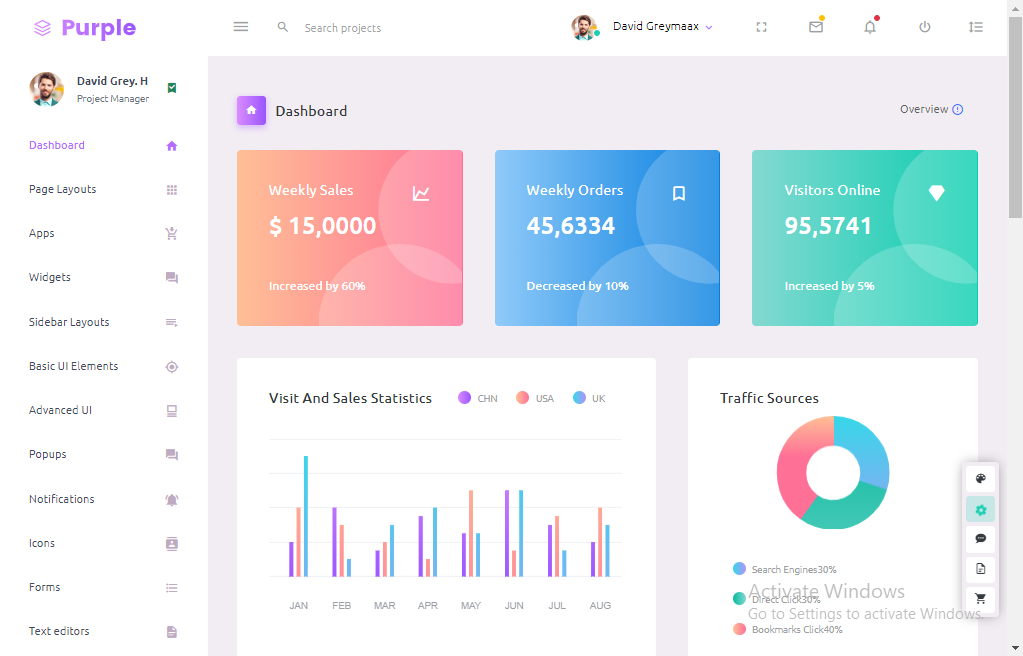 Purple
Search projects
David Greymaax
David Grey. H
Project Manager
Dashboard
Page Layouts
Apps
Widgets
Sidebar Layouts
Basic UI Elements
Advanced UI
Popups
Notifications
Icons
Forms
Text editors
Dashboard
Overview
Weekly Sales
$ 15,0000
Increased by 60%
Weekly Orders
45,6334
Decreased by 10%
Visitors Online
95,5741
Increased by 5%
Visit And Sales Statistics
CHN USA UK
JAN FEB MAR APR MAY JUN JUL AUG
Traffic Sources
Search Engines30%
Direct Click30%
Bookmarks Click40%
Activate Windows
Go to Settings to activate Windows.